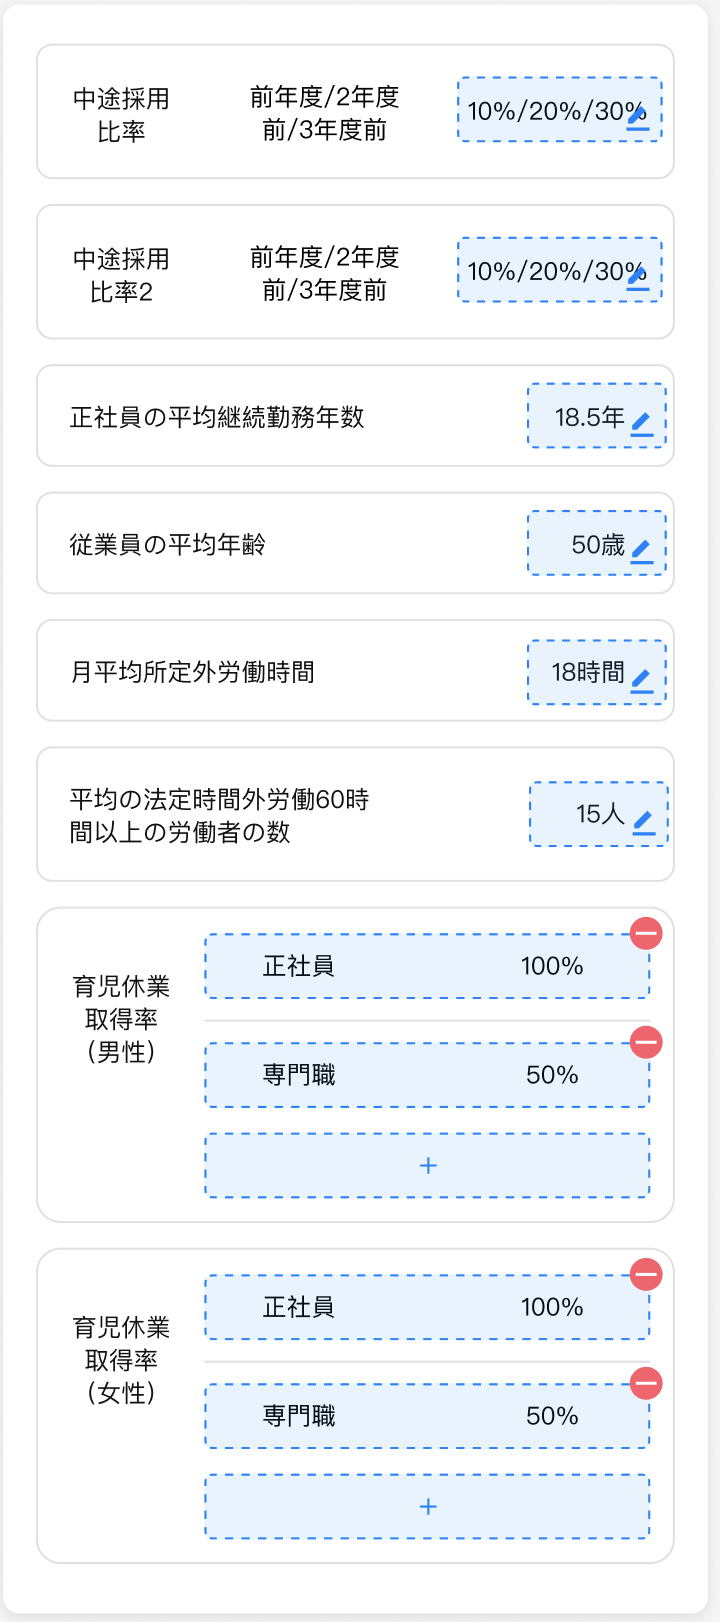 中途採用
比率
前年度/2年度
前/3年度前
10%/20%/30%
中途採用
比率2
前年度/2年度
前/3年度前
10%/20%/30%
正社員の平均継続勤務年数
18.5年
従業員の平均年齢
50歳
月平均所定外労働時間
18時間
平均の法定時間外労働60時
間以上の労働者の数
15人
育児休業
取得率
(男性)
正社員 100%
専門職 50%
+
育児休業
取得率
(女性)
正社員 100%
専門職 50%
+